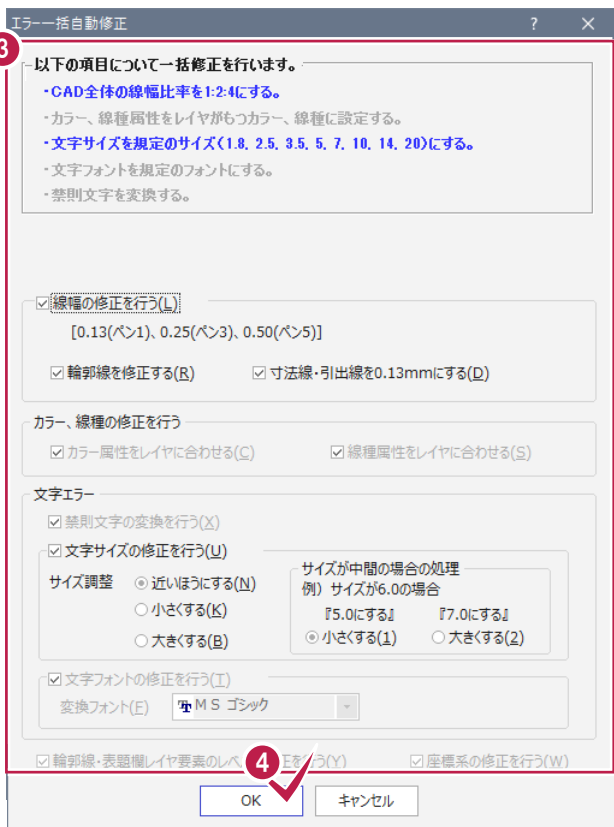 エラー一括自動修正 ? ×
3
以下の項目について一括修正を行います。
・CAD全体の線幅比率を1:2:4にする。
・カラー、線種属性をレイヤがもつカラー、線種に設定する。
・文字サイズを規定のサイズ(1.8, 2.5, 3.5, 5, 7, 10, 14, 20)にする。
・文字フォントを規定のフォントにする。
・禁則文字を変換する。
線幅の修正を行う(L)
[0.13(ペン1)、0.25(ペン3)、0.50(ペン5)]
輪郭線を修正する(R) 寸法線・引出線を0.13mmにする(D)
カラー、線種の修正を行う
カラー属性をレイヤに合わせる(C) 線種属性をレイヤに合わせる(S)
文字エラー
禁則文字の変換を行う(X)
文字サイズの修正を行う(U)
サイズ調整 近いほうにする(N)
小さくする(K)
大きくする(B)
サイズが中間の場合の処理
例) サイズが6.0の場合
『5.0にする』 『7.0にする』
小さくする(1) 大きくする(2)
文字フォントの修正を行う(T)
変換フォント(F) MS ゴシック
輪郭線・表題欄レイヤ要素のレベ 正を行う(Y) 座標系の修正を行う(W)
4
OK キャンセル